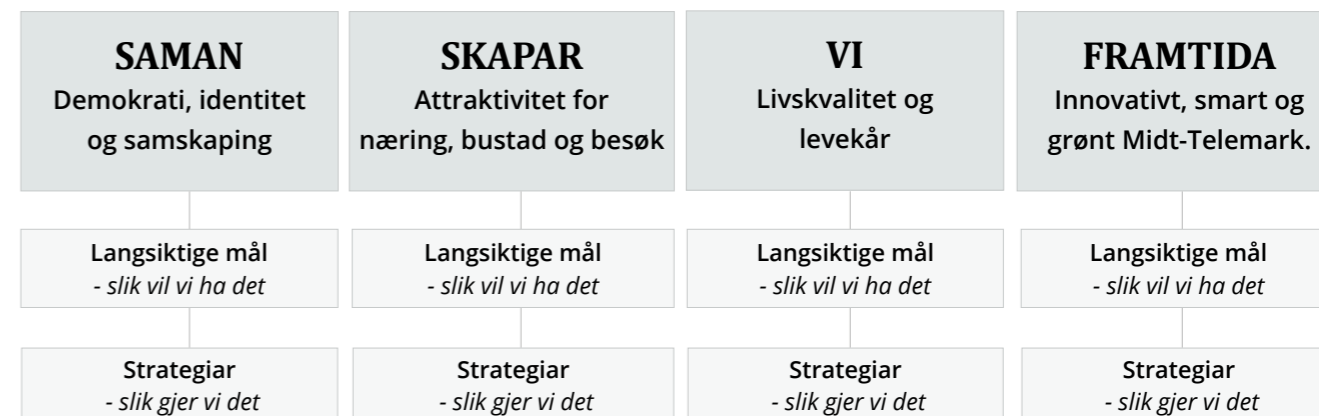 SAMAN
Demokrati, identitet
og samskaping
SKAPAR
Attraktivitet for
næring, bustad og besøk
VI
Livskvalitet og
levekår
FRAMTIDA
Innovativt, smart og
grønt Midt-Telemark.
Langsiktige mål
- slik vil vi ha det
Langsiktige mål
- slik vil vi ha det
Langsiktige mål
- slik vil vi ha det
Langsiktige mål
- slik vil vi ha det
Strategiar
- slik gjer vi det
Strategiar
- slik gjer vi det
Strategiar
- slik gjer vi det
Strategiar
- slik gjer vi det